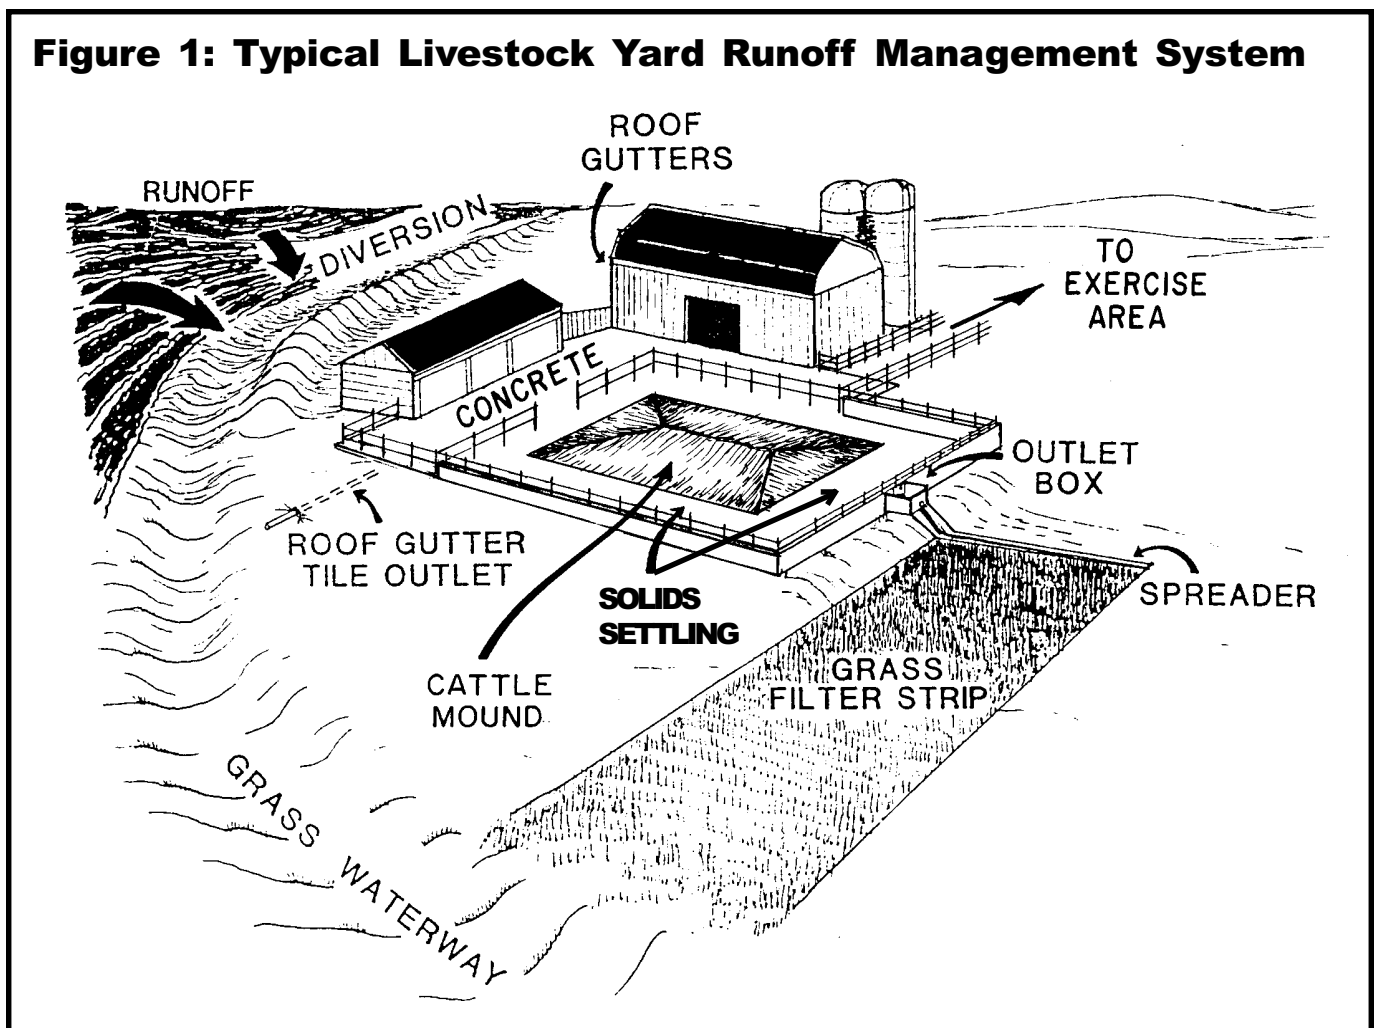 Figure 1: Typical Livestock Yard Runoff Management System
ROOF
GUTTERS
RUNOFF
DIVERSION
TO
EXERCISE
AREA
CONCRETE
OUTLET
BOX
ROOF GUTTER
TILE OUTLET
SOLIDS
SETTLING
SPREADER
CATTLE
MOUND
GRASS
FILTER STRIP
GRASS WATERWAY